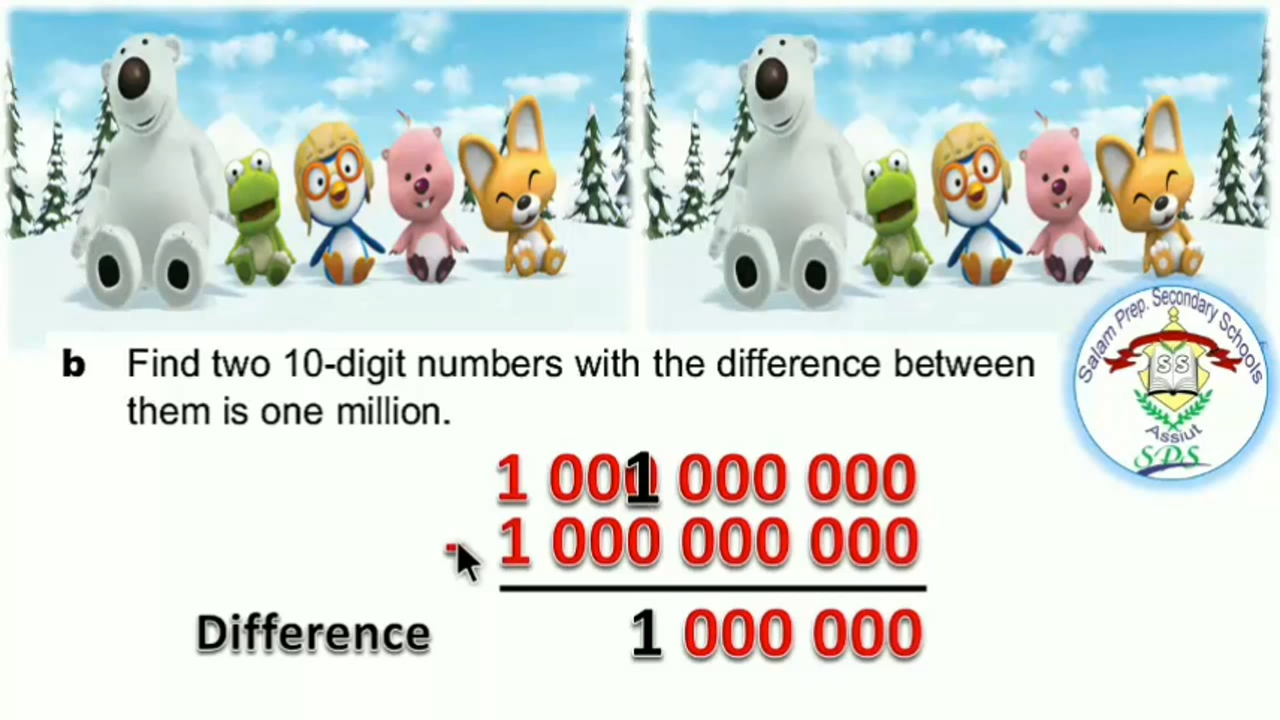 b Find two 10-digit numbers with the difference between
them is one million.
1 001 000 000
- 1 000 000 000
Difference 1 000 000
Salam Prep. Secondary Schools
SS
Assiut
SPS